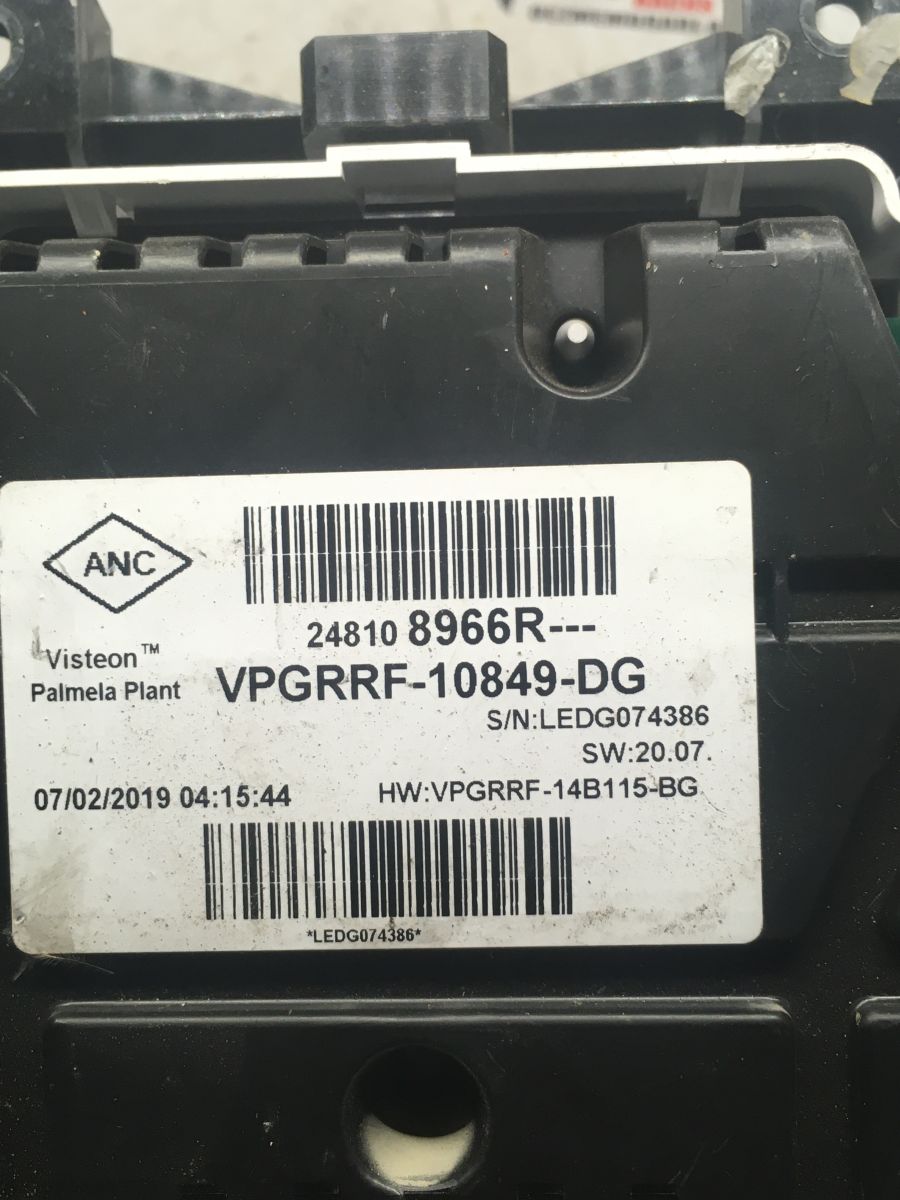 ANC
24810 8966R---
Visteon™
Palmela Plant
VPGRRF-10849-DG
S/N:LEDG074386
SW:20.07.
07/02/2019 04:15:44
HW:VPGRRF-14B115-BG
*LEDG074386*